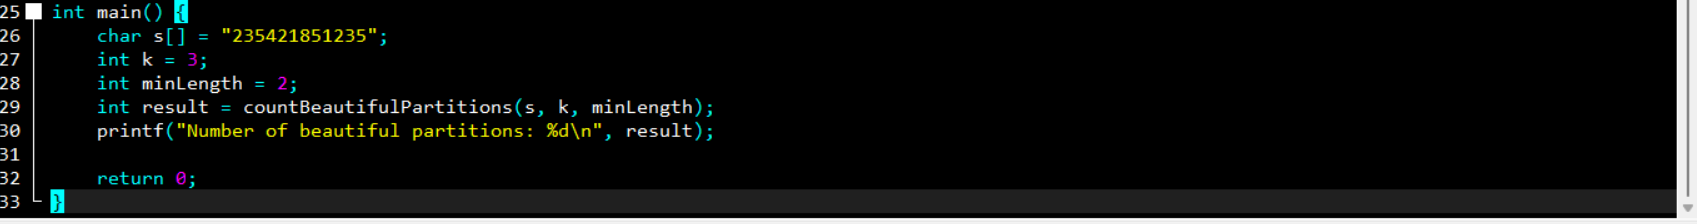 25 int main() {
26 char s[] = "235421851235";
27 int k = 3;
28 int minLength = 2;
29 int result = countBeautifulPartitions(s, k, minLength);
30 printf("Number of beautiful partitions: %d\n", result);
31
32 return 0;
33 }